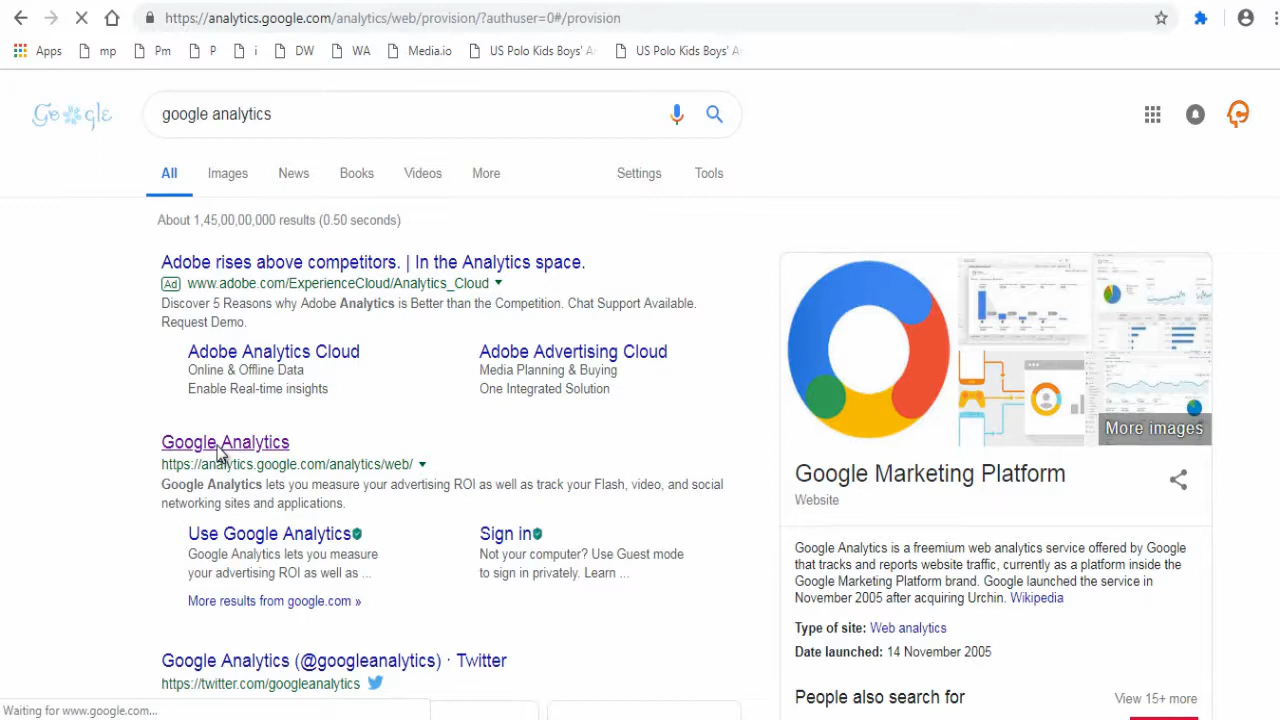 https://analytics.google.com/analytics/web/provision/?authuser=0#/provision
Apps mp Pm P i DW WA Media.io US Polo Kids Boys' A US Polo Kids Boys' A
Google google analytics
All Images News Books Videos More Settings Tools
About 1,45,00,00,000 results (0.50 seconds)
Adobe rises above competitors. | In the Analytics space.
Ad www.adobe.com/ExperienceCloud/Analytics_Cloud
Discover 5 Reasons why Adobe Analytics is Better than the Competition. Chat Support Available.
Request Demo.
Adobe Analytics Cloud
Online & Offline Data
Enable Real-time insights
Adobe Advertising Cloud
Media Planning & Buying
One Integrated Solution
Google Analytics
https://analytics.google.com/analytics/web/
Google Analytics lets you measure your advertising ROI as well as track your Flash, video, and social
networking sites and applications.
Use Google Analytics
Google Analytics lets you measure
your advertising ROI as well as ...
Sign in
Not your computer? Use Guest mode
to sign in privately. Learn ...
More results from google.com »
Google Analytics (@googleanalytics) · Twitter
https://twitter.com/googleanalytics
Waiting for www.google.com...
More images
Google Marketing Platform
Website
Google Analytics is a freemium web analytics service offered by Google
that tracks and reports website traffic, currently as a platform inside the
Google Marketing Platform brand. Google launched the service in
November 2005 after acquiring Urchin. Wikipedia
Type of site: Web analytics
Date launched: 14 November 2005
People also search for View 15+ more